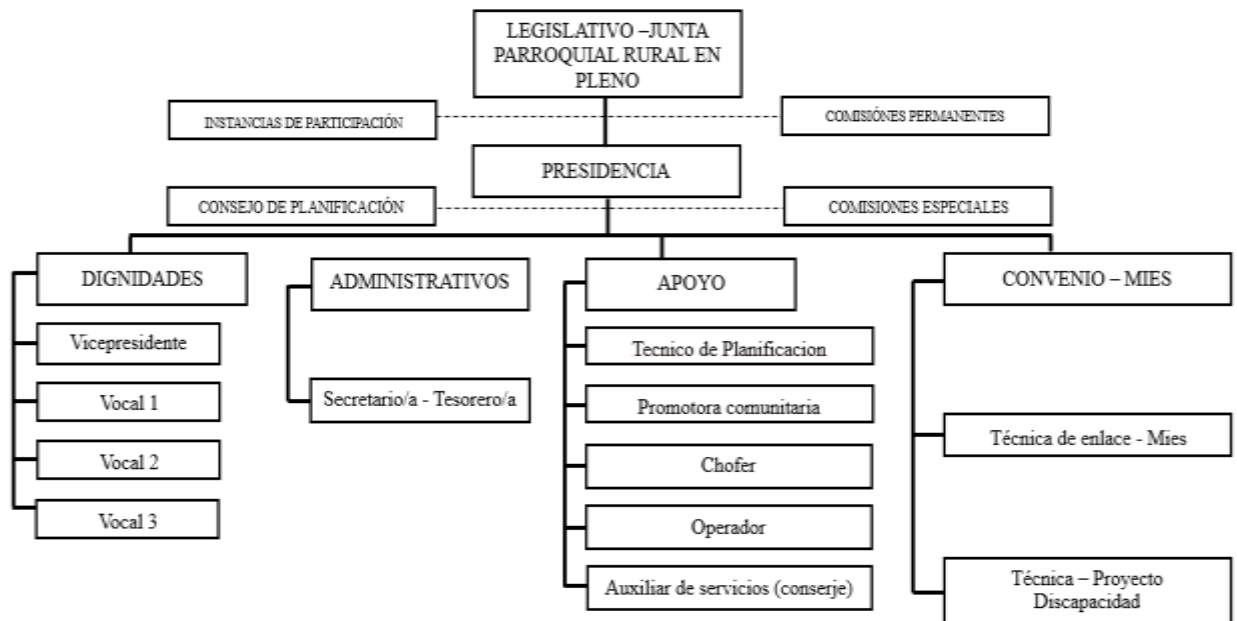 LEGISLATIVO –JUNTA
PARROQUIAL RURAL EN
PLENO
INSTANCIAS DE PARTICIPACIÓN
COMISIÓNES PERMANENTES
PRESIDENCIA
CONSEJO DE PLANIFICACIÓN
COMISIONES ESPECIALES
DIGNIDADES
Vicepresidente
Vocal 1
Vocal 2
Vocal 3
ADMINISTRATIVOS
Secretario/a - Tesorero/a
APOYO
Tecnico de Planificacion
Promotora comunitaria
Chofer
Operador
Auxiliar de servicios (conserje)
CONVENIO – MIES
Técnica de enlace - Mies
Técnica – Proyecto
Discapacidad